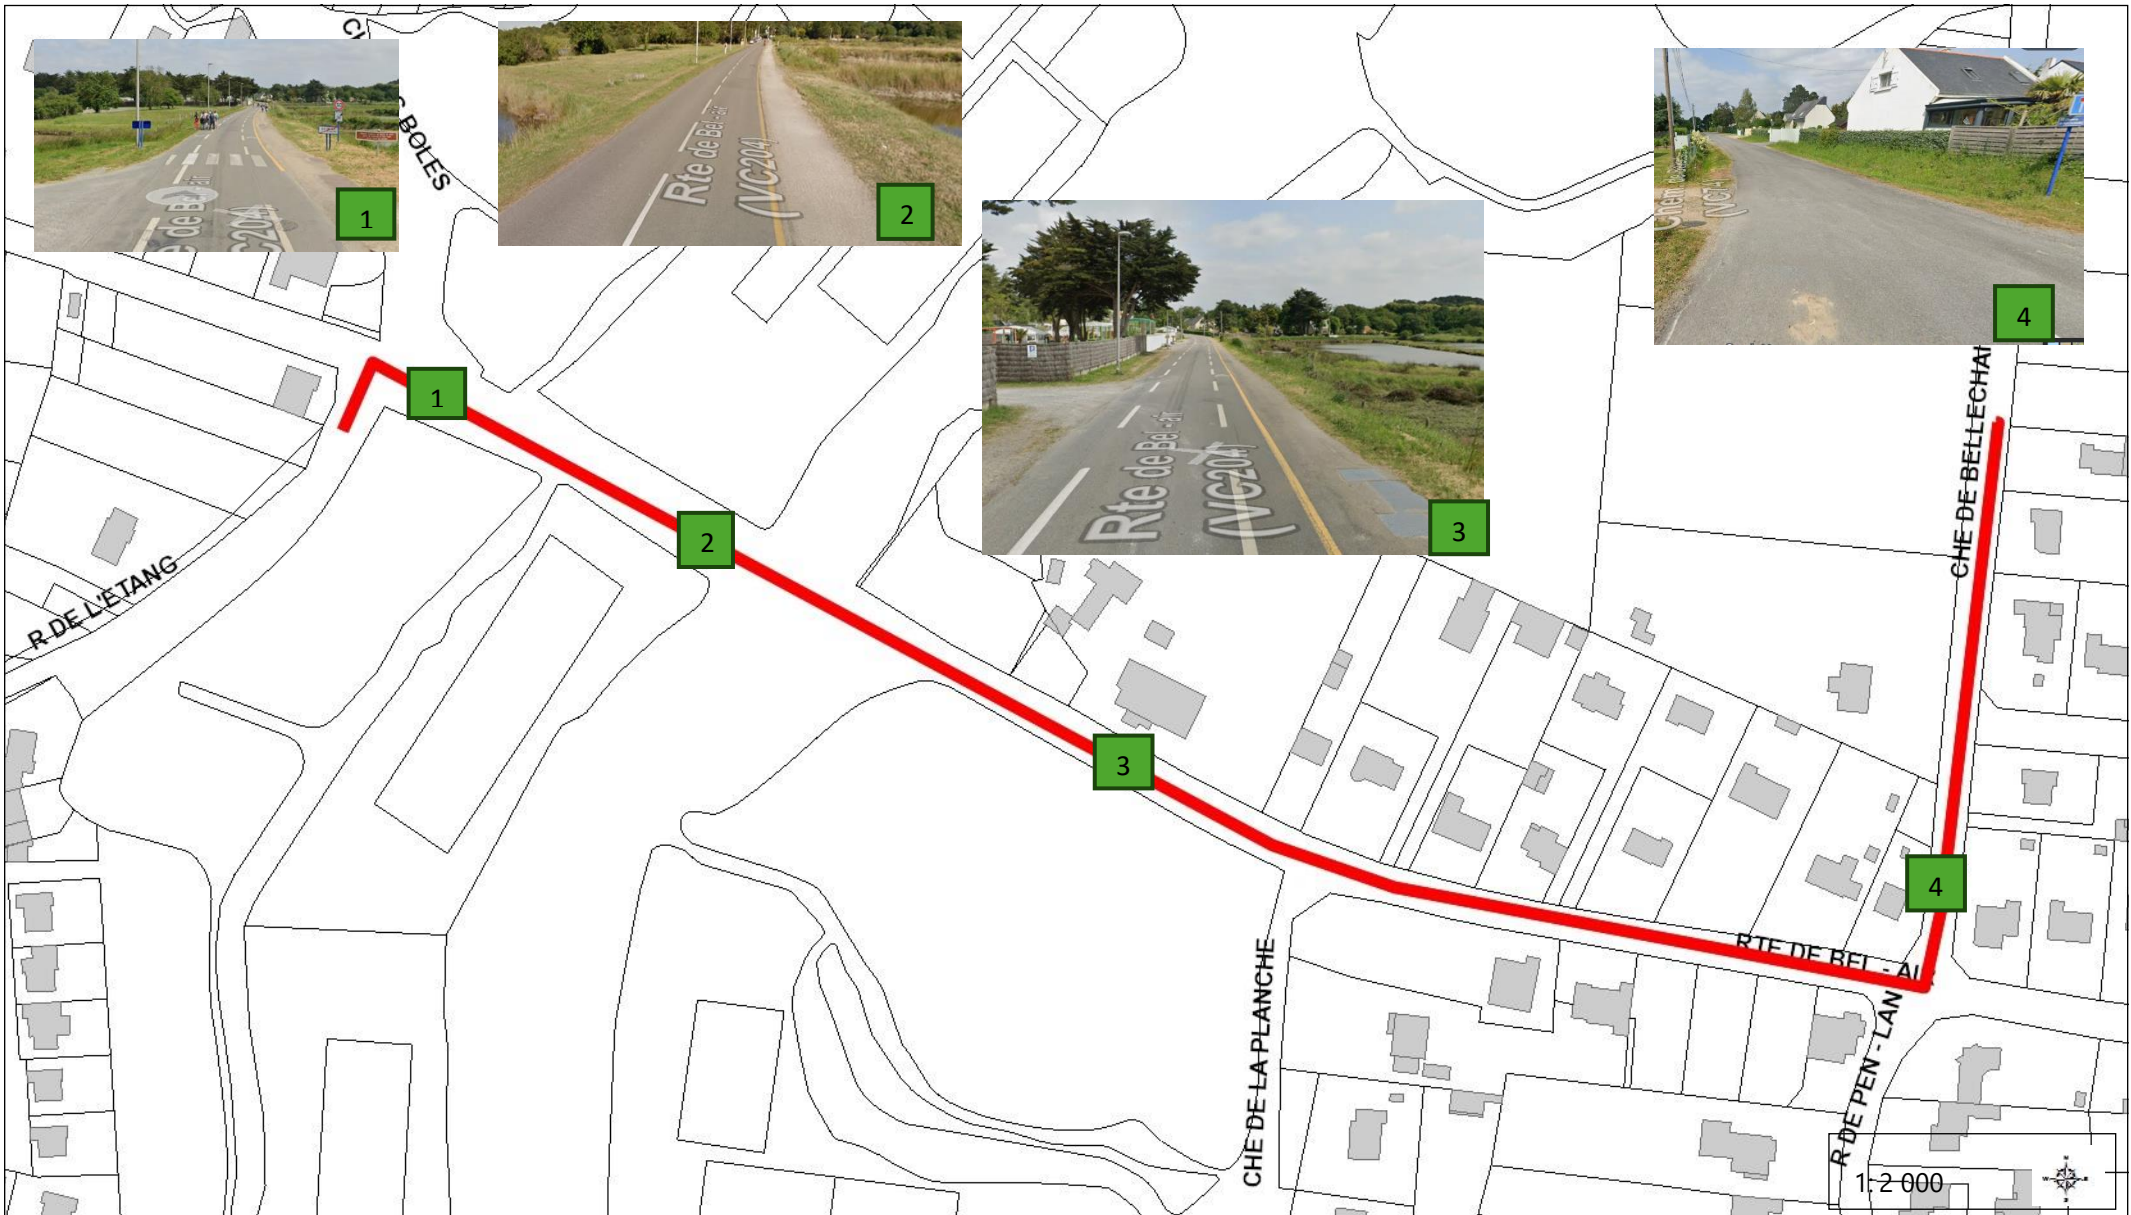 BOLES
1
2
3
4
Rte de Bel-air
(VC204)
Rte de Bel-air
(VC204)
1
2
3
4
R DE L'ETANG
CHE DE BELLECHAI
CHE DE LA PLANCHE
RTE DE BEL - AI
R DE PEN - LAN
1: 2 000